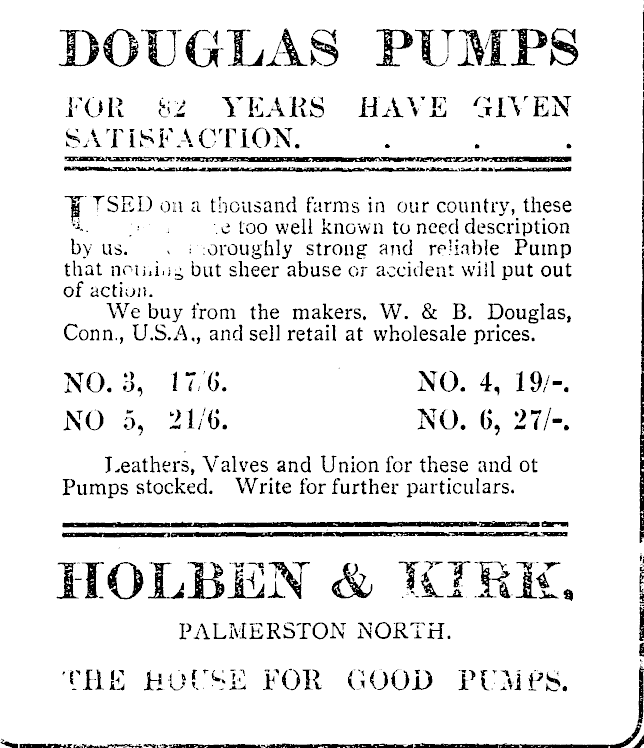 DOUGLAS PUMPS
FOR 82 YEARS HAVE GIVEN
SATISFACTION. . . .
USED on a thousand farms in our country, these
too well known to need description
by us. thoroughly strong and reliable Pump
that nothing but sheer abuse or accident will put out
of action.
We buy from the makers, W. & B. Douglas,
Conn., U.S.A., and sell retail at wholesale prices.
NO. 3, 17/6. NO. 4, 19/-.
NO 5, 21/6. NO. 6, 27/-.
Leathers, Valves and Union for these and ot
Pumps stocked. Write for further particulars.
HOLBEN & KIRK,
PALMERSTON NORTH.
THE HOUSE FOR GOOD PUMPS.